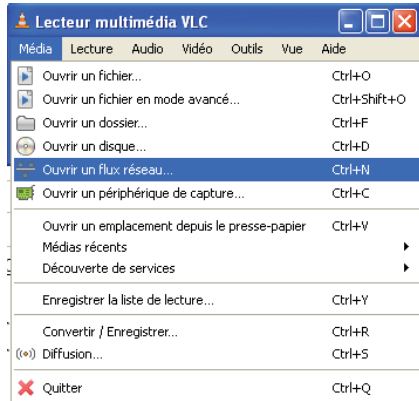 Lecteur multimédia VLC
Média Lecture Audio Vidéo Outils Vue Aide
Ouvrir un fichier... Ctrl+O
Ouvrir un fichier en mode avancé... Ctrl+Shift+O
Ouvrir un dossier... Ctrl+F
Ouvrir un disque... Ctrl+D
Ouvrir un flux réseau... Ctrl+N
Ouvrir un périphérique de capture... Ctrl+C
Ouvrir un emplacement depuis le presse-papier Ctrl+V
Médias récents
Découverte de services
Enregistrer la liste de lecture... Ctrl+Y
Convertir / Enregistrer... Ctrl+R
Diffusion... Ctrl+S
Quitter Ctrl+Q